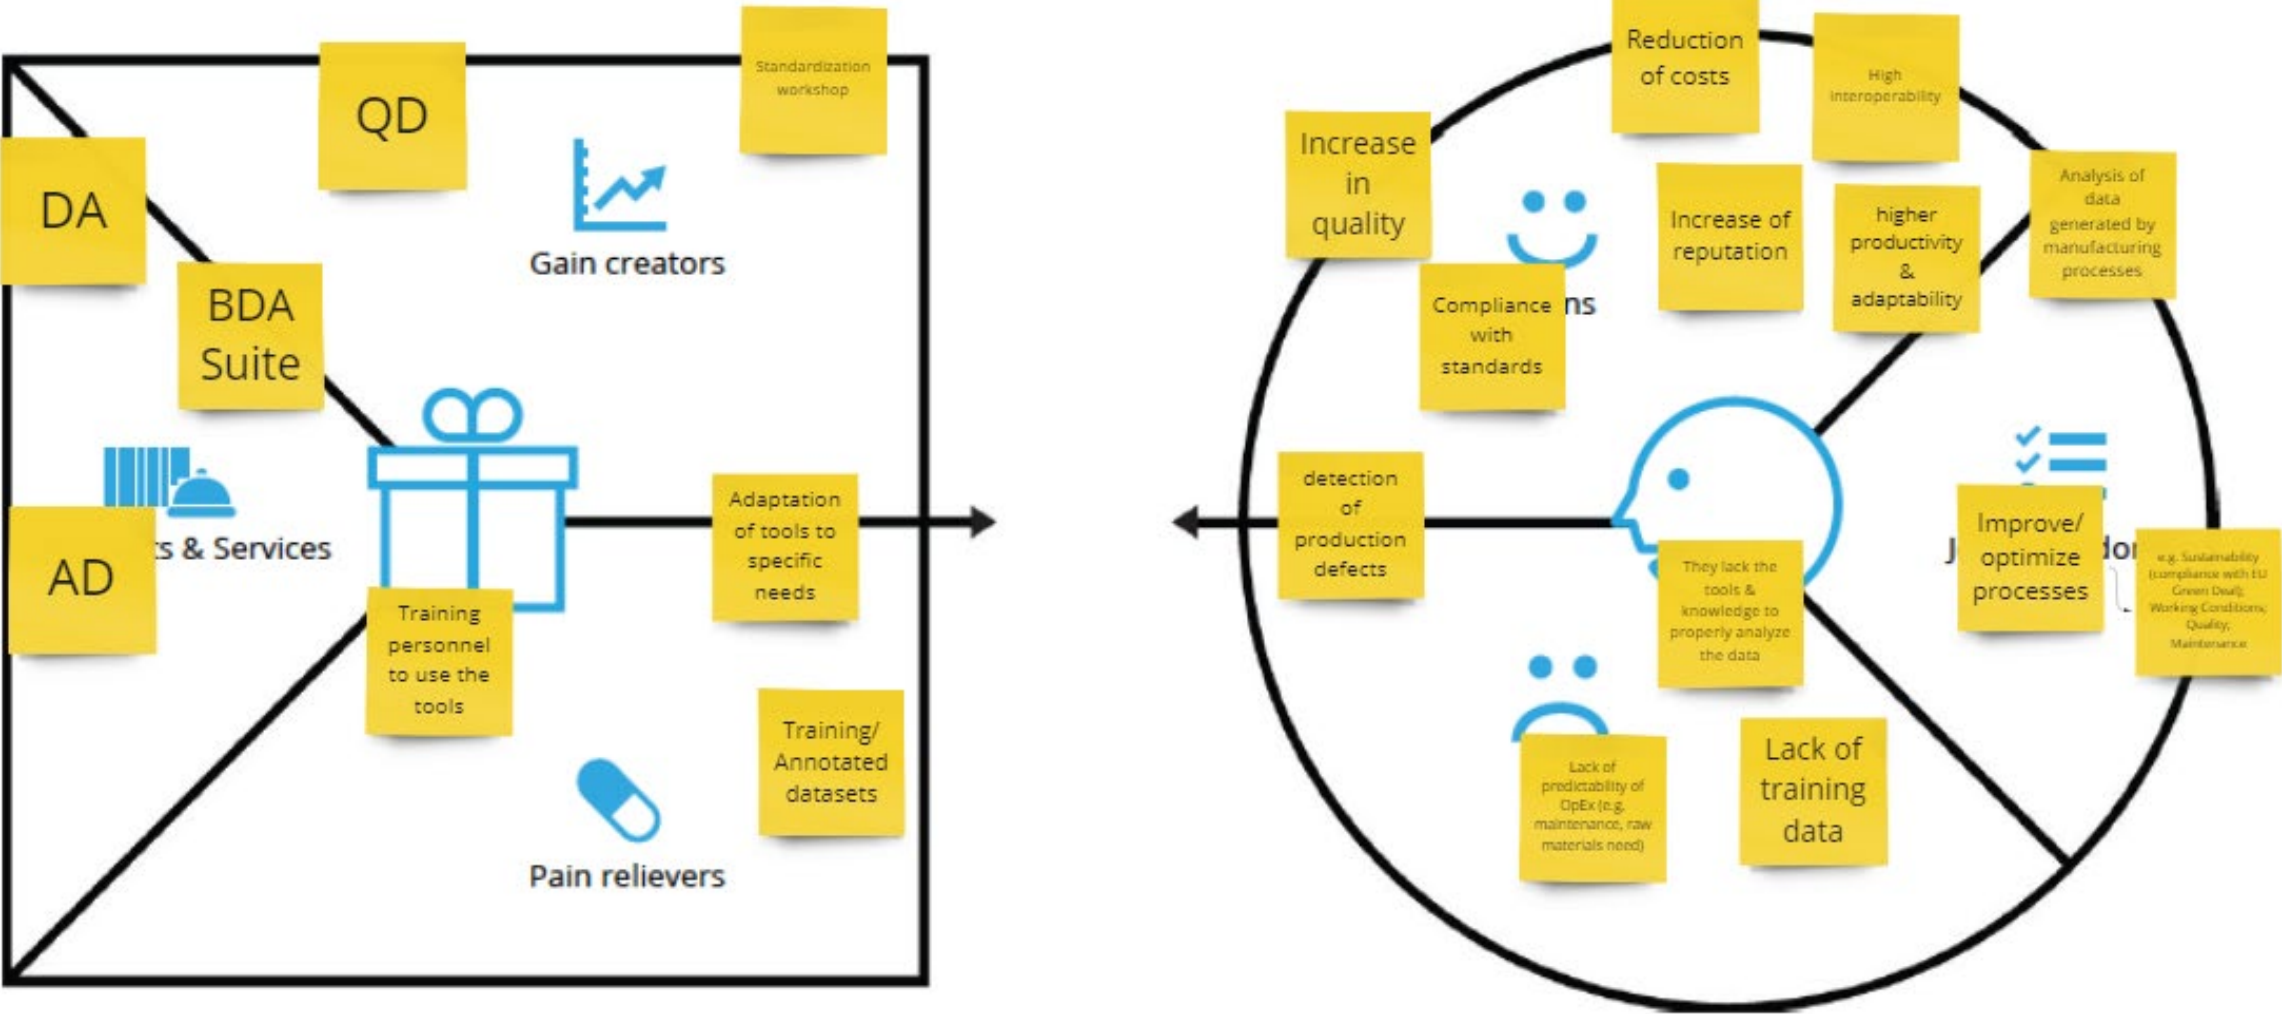 QD
Standardization
workshop
DA
BDA
Suite
Gain creators
AD
ts & Services
Training
personnel
to use the
tools
Adaptation
of tools to
specific
needs
Training/
Annotated
datasets
Pain relievers
Reduction
of costs
High
interoperability
Increase
in
quality
Increase of
reputation
higher
productivity
&
adaptability
Analysis of
data
generated by
manufacturing
processes
Compliance
with
standards
ns
detection
of
production
defects
They lack the
tools &
knowledge to
properly analyze
the data
Improve/
optimize
processes
J
do
e.g. Sustainability
(compliance with EU
Green Deal);
Working Conditions;
Quality;
Maintenance
Lack of
predictability of
OpEx (e.g.
maintenance, raw
materials need)
Lack of
training
data